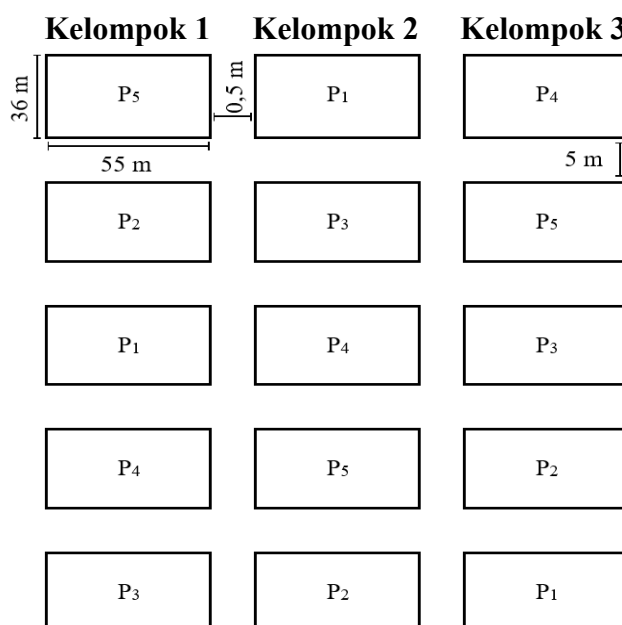 Kelompok 1 Kelompok 2 Kelompok 3
36 m
P₅
0,5 m
P₁
P₄
55 m
5 m
P₂
P₃
P₅
P₁
P₄
P₃
P₄
P₅
P₂
P₃
P₂
P₁